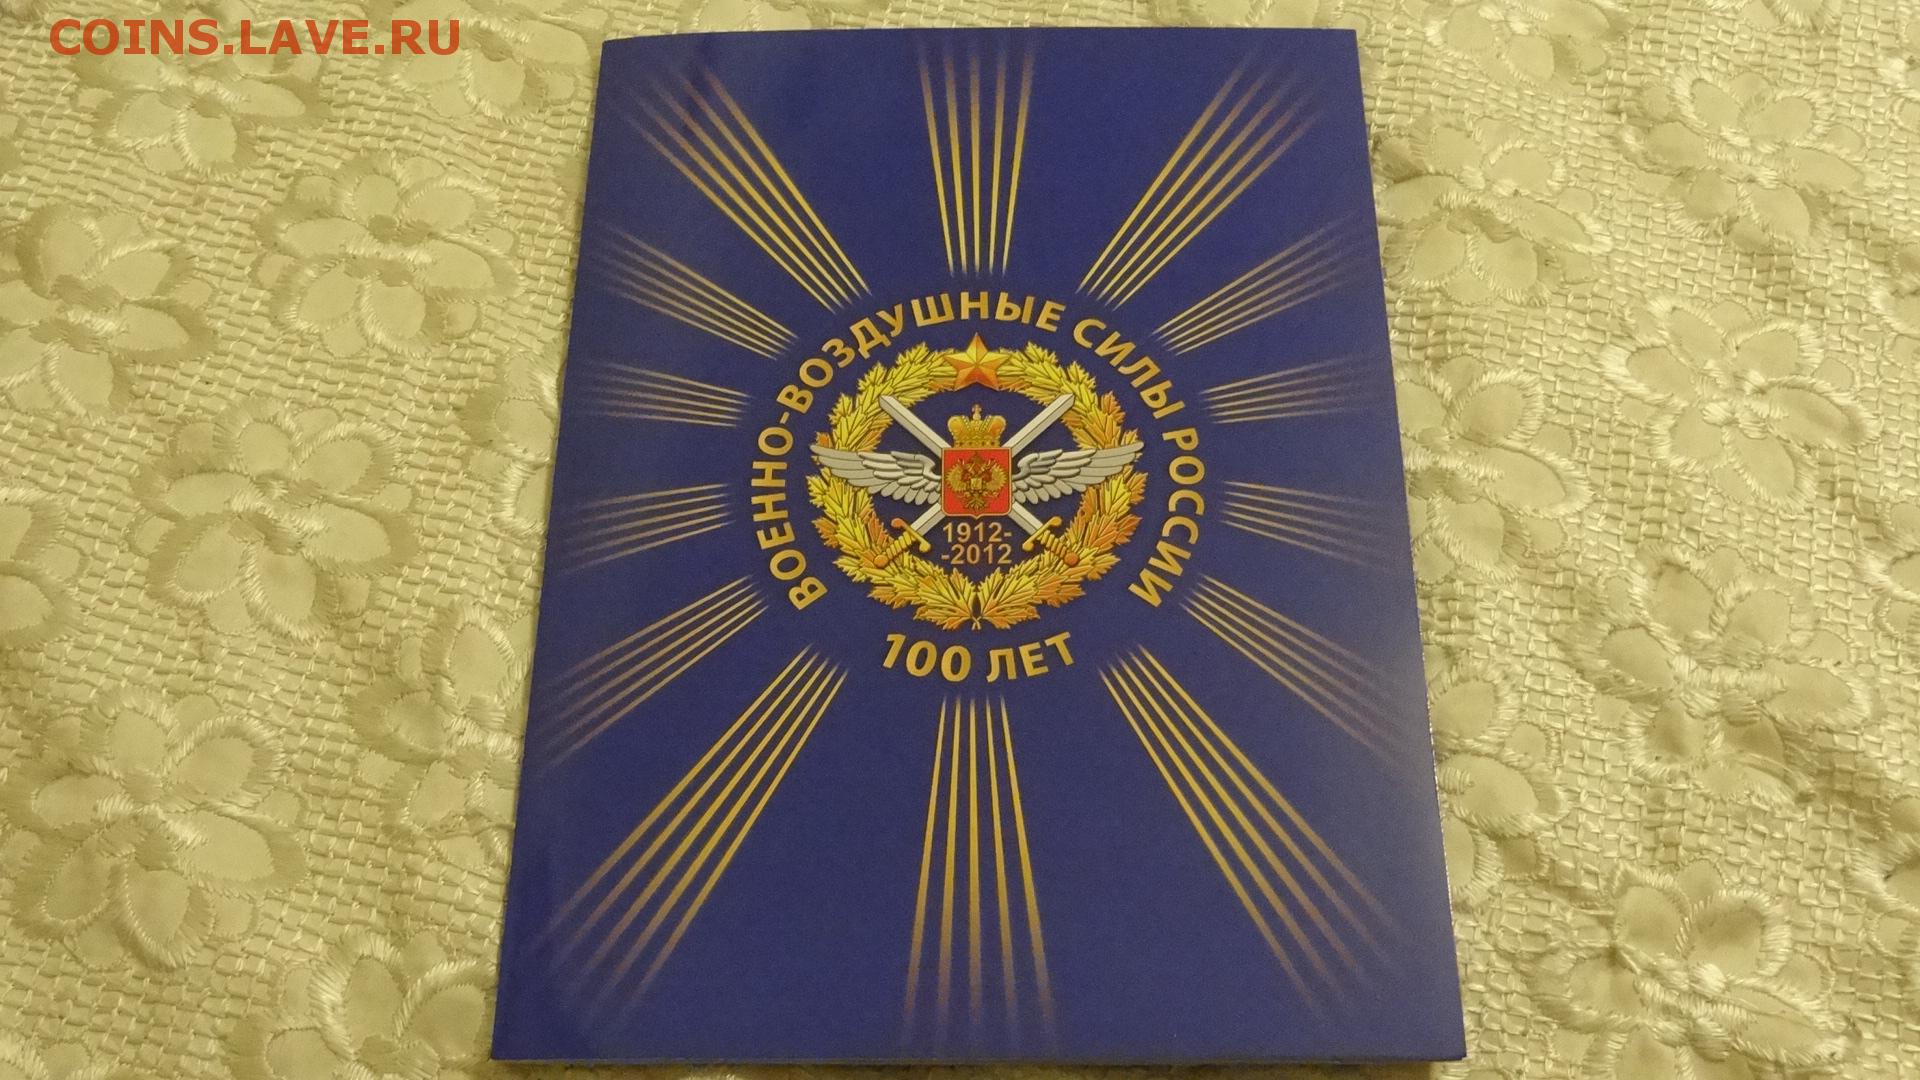 COINS.LAVE.RU
ВОЕННО-ВОЗДУШНЫЕ СИЛЫ РОССИИ
1912-
-2012
100 ЛЕТ